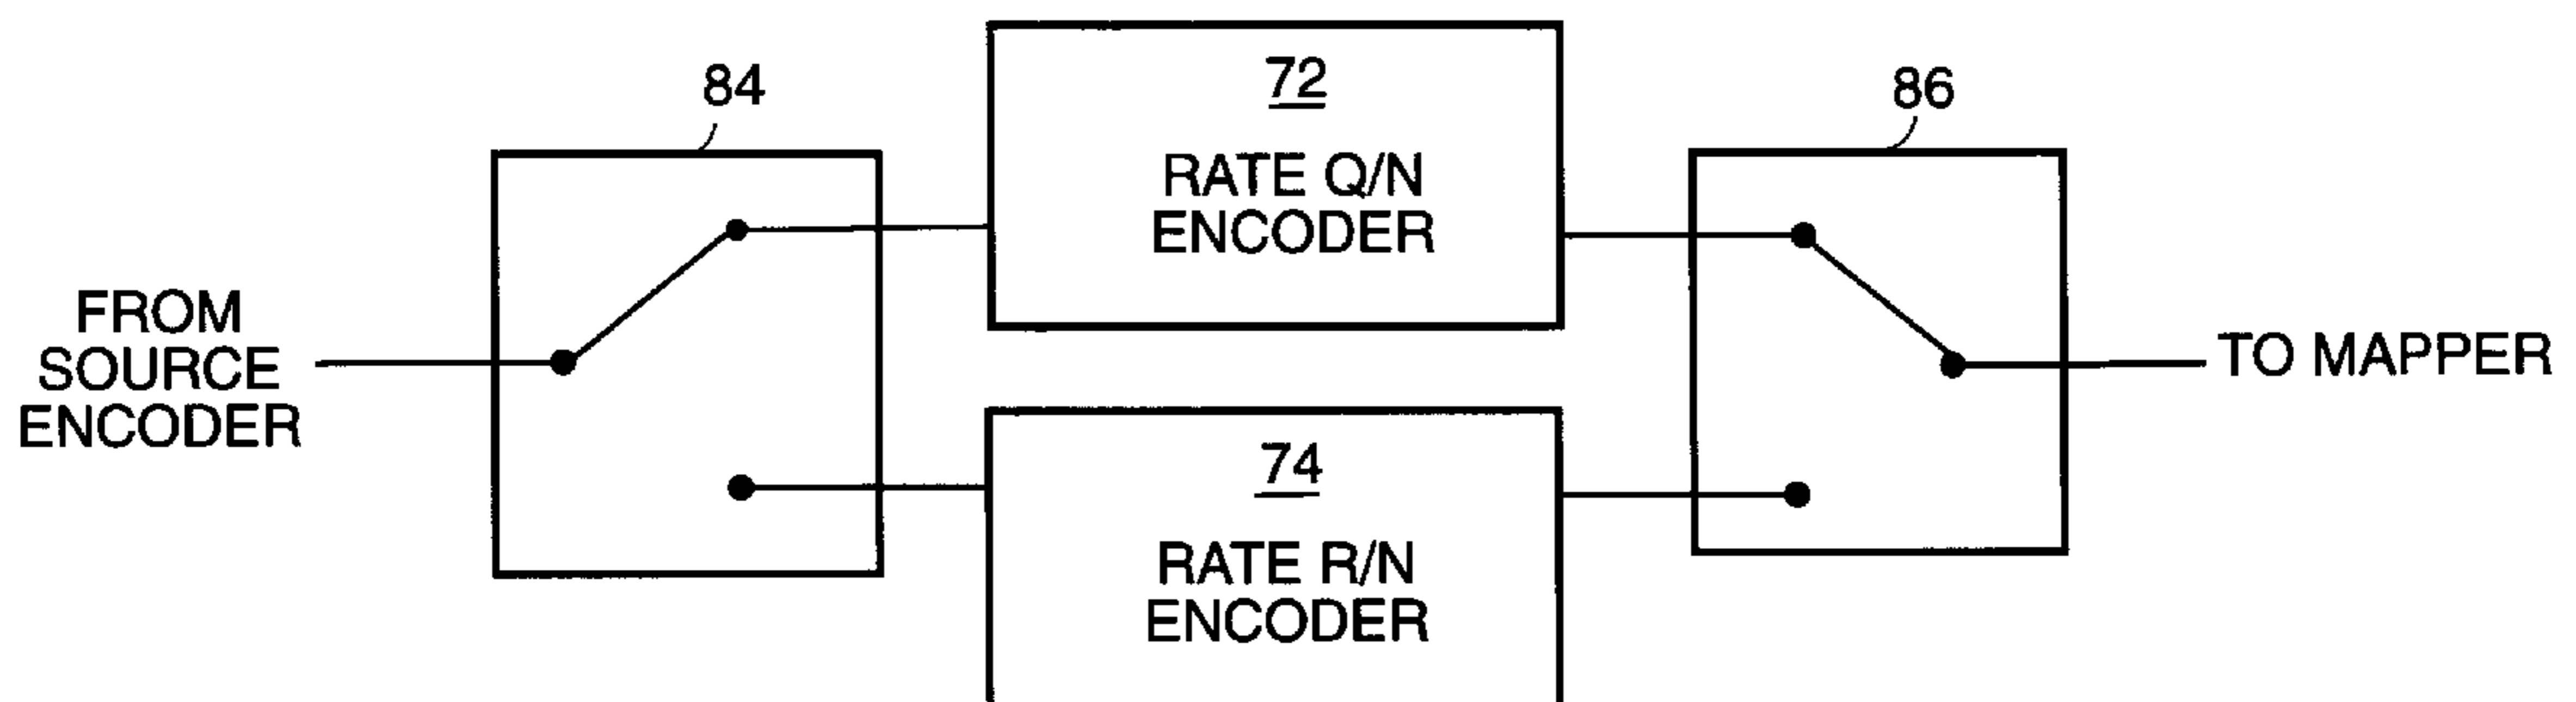 84
72
86
RATE Q/N
ENCODER
FROM
SOURCE
ENCODER
TO MAPPER
74
RATE R/N
ENCODER